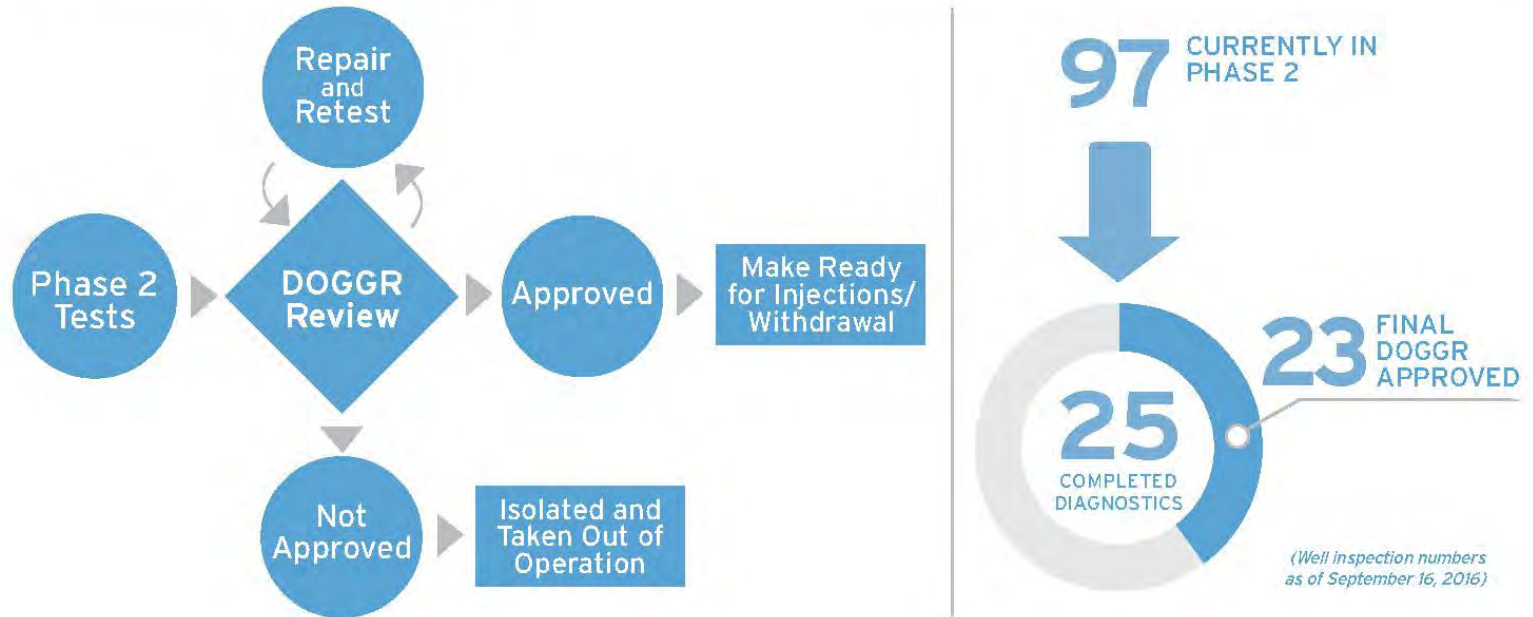 Repair
and
Retest
Phase 2
Tests
DOGGR
Review
Approved
Make Ready
for Injections/
Withdrawal
Not
Approved
Isolated and
Taken Out of
Operation
97 CURRENTLY IN
PHASE 2
23 FINAL
DOGGR
APPROVED
25
COMPLETED
DIAGNOSTICS
(Well inspection numbers
as of September 16, 2016)